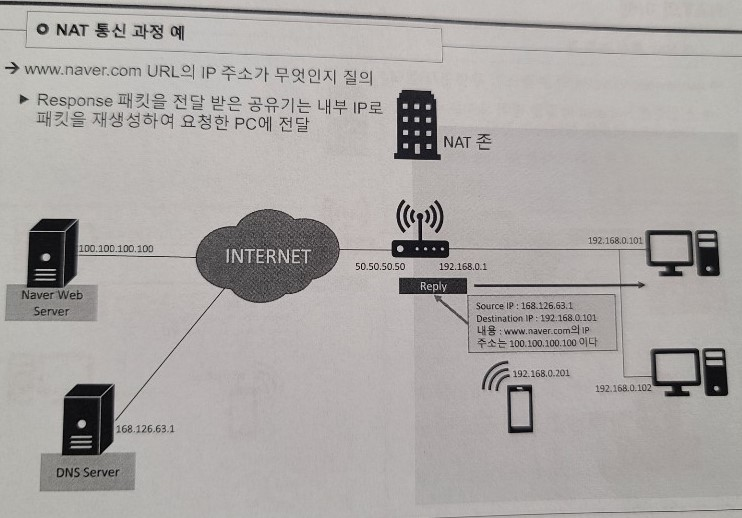 NAT 통신 과정 예
→ www.naver.com URL의 IP 주소가 무엇인지 질의
▶ Response 패킷을 전달 받은 공유기는 내부 IP로
패킷을 재생성하여 요청한 PC에 전달
NAT 존
100.100.100.100
Naver Web
Server
INTERNET
50.50.50.50
192.168.0.1
192.168.0.101
Reply
Source IP : 168.126.63.1
Destination IP : 192.168.0.101
내용 : www.naver.com의 IP
주소는 100.100.100.100 이다
192.168.0.201
192.168.0.102
168.126.63.1
DNS Server